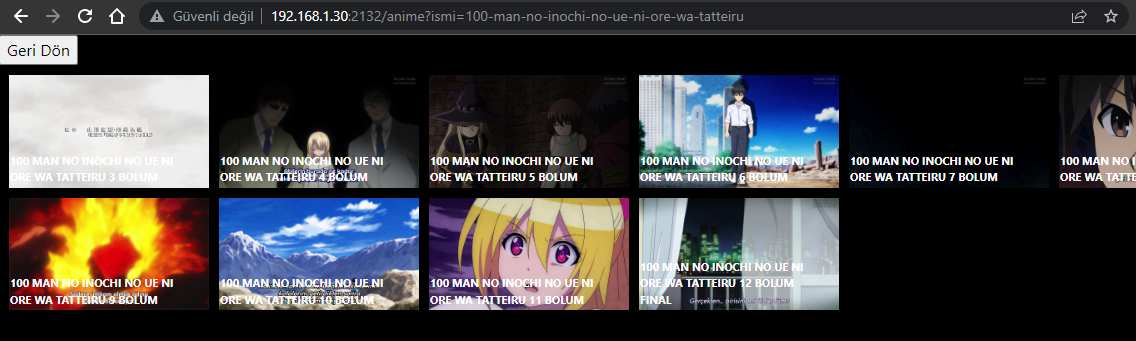 Güvenli değil
192.168.1.30:2132/anime?ismi=100-man-no-inochi-no-ue-ni-ore-wa-tatteiru
Geri Dön
100 MAN NO INOCHI NO UE NI
ORE WA TATTEIRU 3 BOLUM
100 MAN NO INOCHI NO UE NI
ORE WA TATTEIRU 4 BOLUM
100 MAN NO INOCHI NO UE NI
ORE WA TATTEIRU 5 BOLUM
100 MAN NO INOCHI NO UE NI
ORE WA TATTEIRU 6 BOLUM
100 MAN NO INOCHI NO UE NI
ORE WA TATTEIRU 7 BOLUM
100 MAN NO
ORE WA TAT
100 MAN NO INOCHI NO UE NI
ORE WA TATTEIRU 9 BOLUM
100 MAN NO INOCHI NO UE NI
ORE WA TATTEIRU 10 BOLUM
100 MAN NO INOCHI NO UE NI
ORE WA TATTEIRU 11 BOLUM
100 MAN NO INOCHI NO UE NI
ORE WA TATTEIRU 12 BOLUM
FINAL